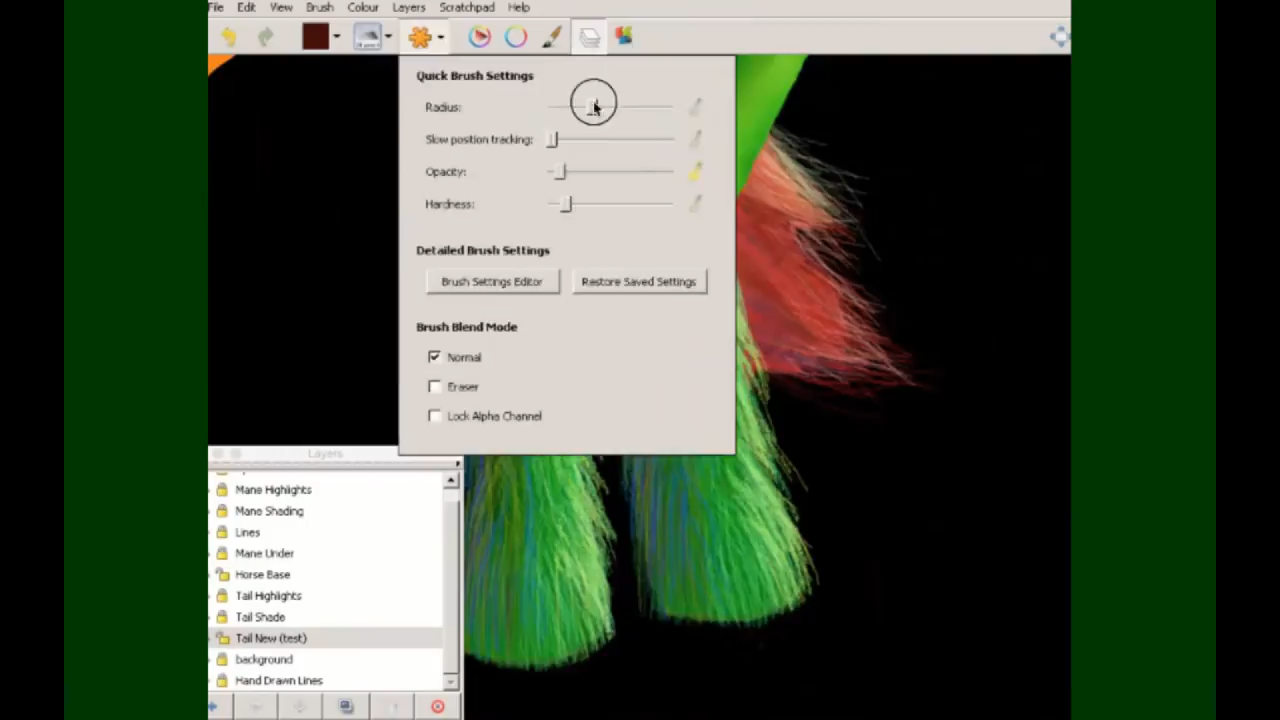 File Edit View Brush Colour Layers Scratchpad Help
Quick Brush Settings
Radius:
Slow position tracking:
Opacity:
Hardness:
Detailed Brush Settings
Brush Settings Editor Restore Saved Settings
Brush Blend Mode
Normal
Eraser
Lock Alpha Channel
Layers
Mane Highlights
Mane Shading
Lines
Mane Under
Horse Base
Tail Highlights
Tail Shade
Tail New (test)
background
Hand Drawn Lines